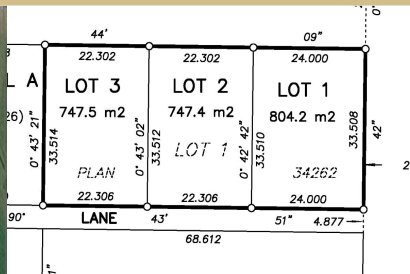 44' 09"
22.302 22.302 24.000
L A
LOT 3 LOT 2 LOT 1
747.5 m2 747.4 m2 804.2 m2
26)
0° 43' 21"
33.514
0° 43' 02"
33.512
0° 42' 42"
33.510
33.508
42"
0°
LOT 1
PLAN 34262
2
22.306 22.306 24.000
90° LANE 43' 51" 4.877
68.612